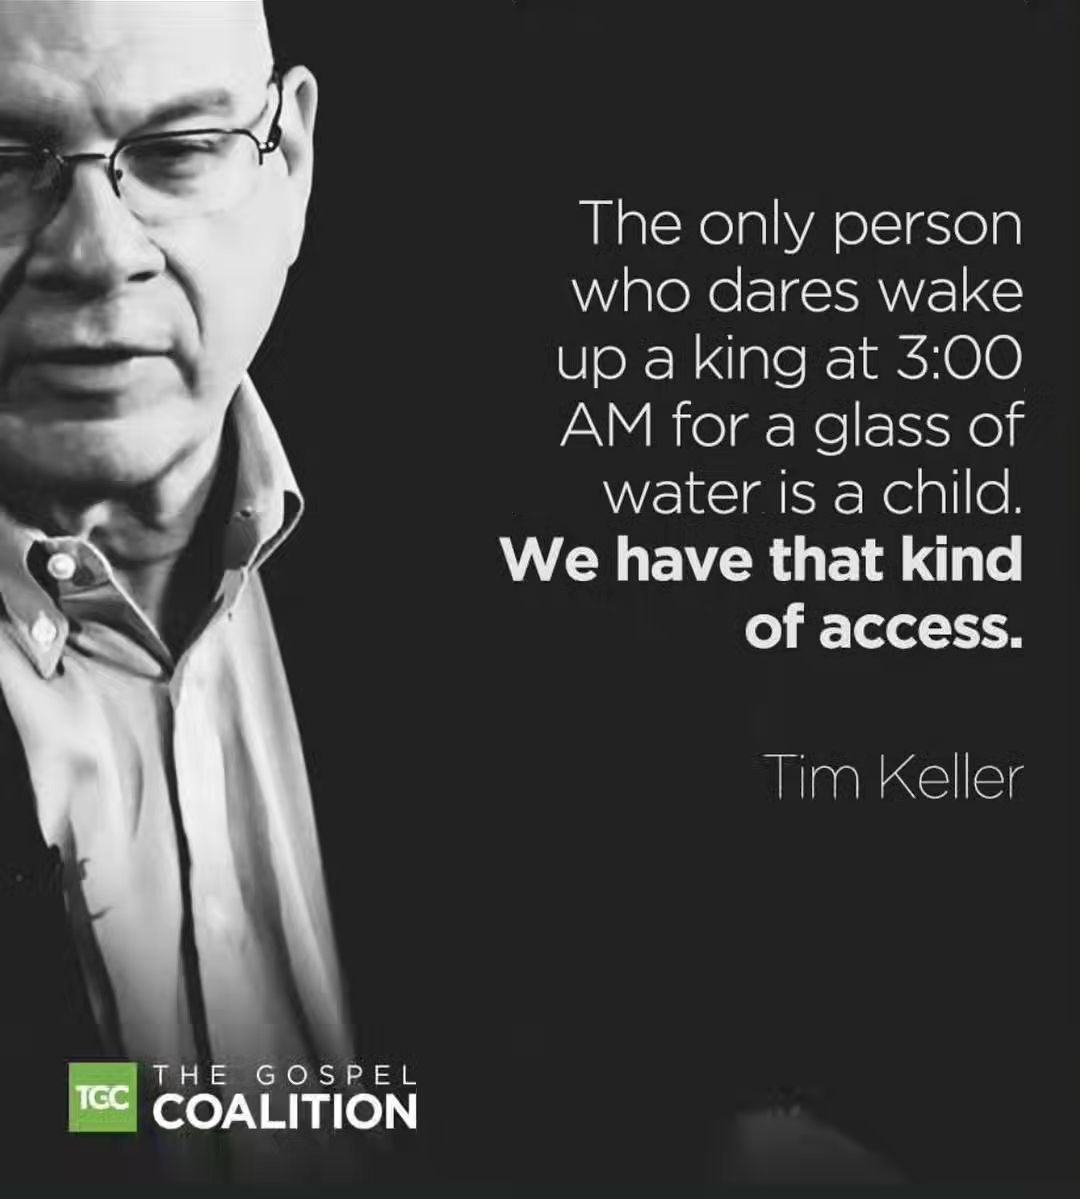 The only person
who dares wake
up a king at 3:00
AM for a glass of
water is a child.
We have that kind
of access.
Tim Keller
TGC
THE GOSPEL
COALITION